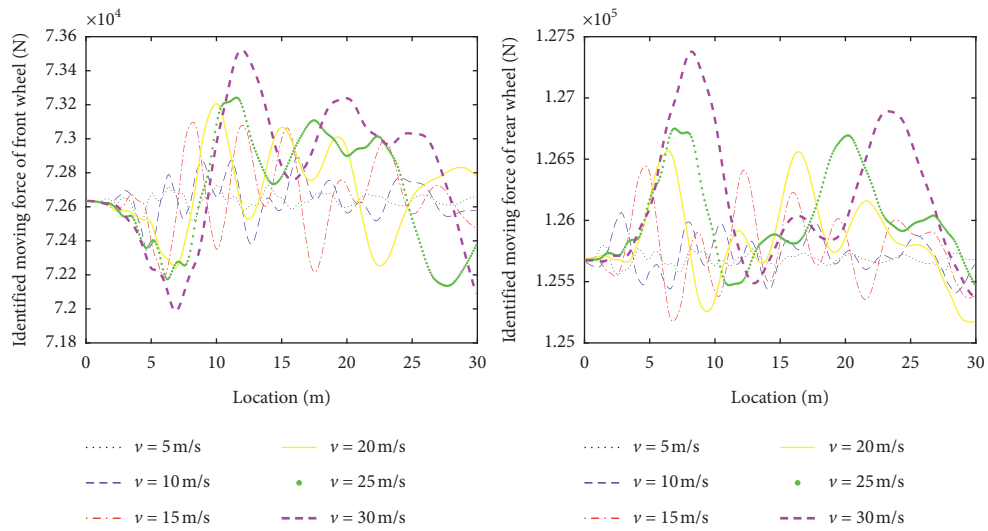 ×10⁴
7.36
7.34
7.32
7.3
7.28
7.26
7.24
7.22
7.2
7.18
Identified moving force of front wheel (N)
0 5 10 15 20 25 30
Location (m)
v = 5 m/s
v = 10 m/s
v = 15 m/s
v = 20 m/s
v = 25 m/s
v = 30 m/s
×10⁵
1.275
1.27
1.265
1.26
1.255
1.25
Identified moving force of rear wheel (N)
0 5 10 15 20 25 30
Location (m)
v = 5 m/s
v = 10 m/s
v = 15 m/s
v = 20 m/s
v = 25 m/s
v = 30 m/s